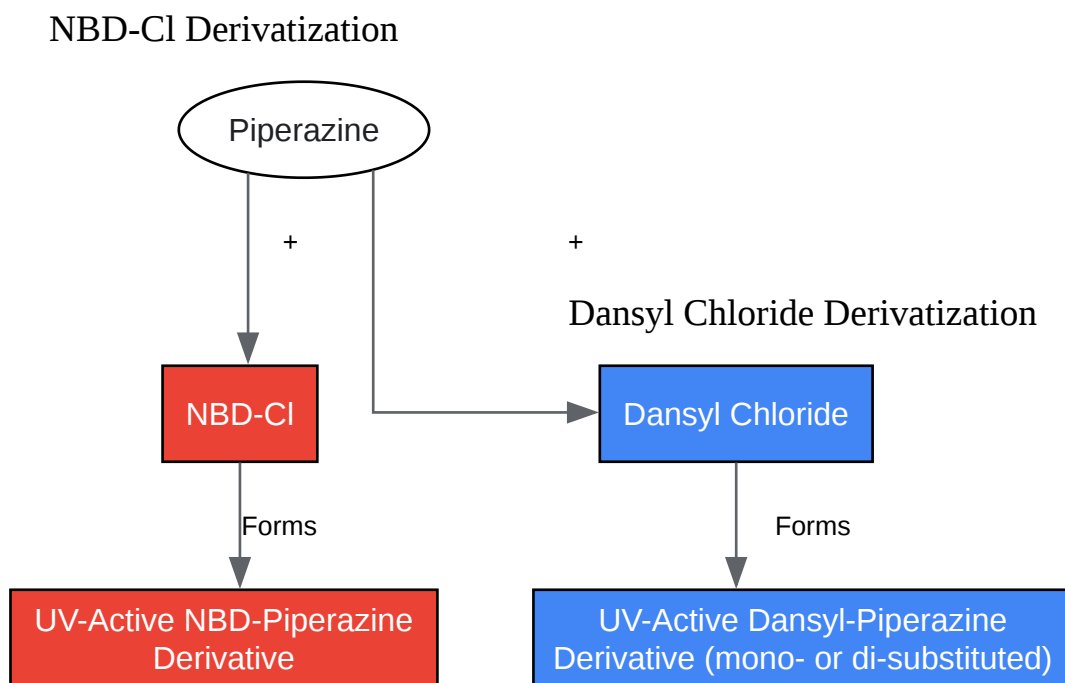 NBD-Cl Derivatization
Piperazine
+
+
Dansyl Chloride Derivatization
NBD-Cl
Dansyl Chloride
Forms
Forms
UV-Active NBD-Piperazine
Derivative
UV-Active Dansyl-Piperazine
Derivative (mono- or di-substituted)